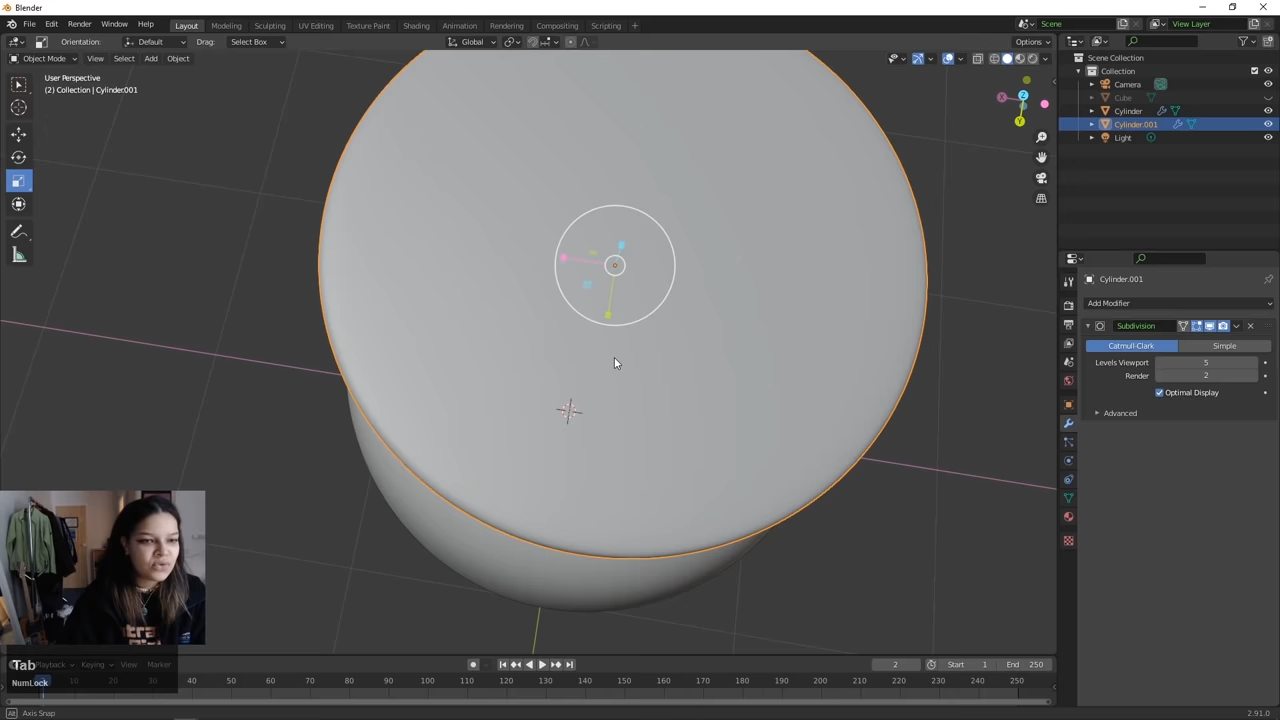 Blender
File Edit Render Window Help Layout Modeling Sculpting UV Editing Texture Paint Shading Animation Rendering Compositing Scripting + Scene View Layer
Orientation: Default Drag: Select Box Global Options
Object Mode View Select Add Object
User Perspective
(2) Collection | Cylinder.001
X
Z
Y
Scene Collection
Collection
Camera
Cube
Cylinder
Cylinder.001
Light
Cylinder.001
Add Modifier
Subdivision
Catmull-Clark Simple
Levels Viewport 5
Render 2
Optimal Display
Advanced
Tab
NumLock
Playback Keying View Marker 2 Start 1 End 250
10 20 30 40 50 60 70 80 90 100 110 120 130 140 150 160 170 180 190 200 210 220 230 240 250
Axis Snap 2.91.0